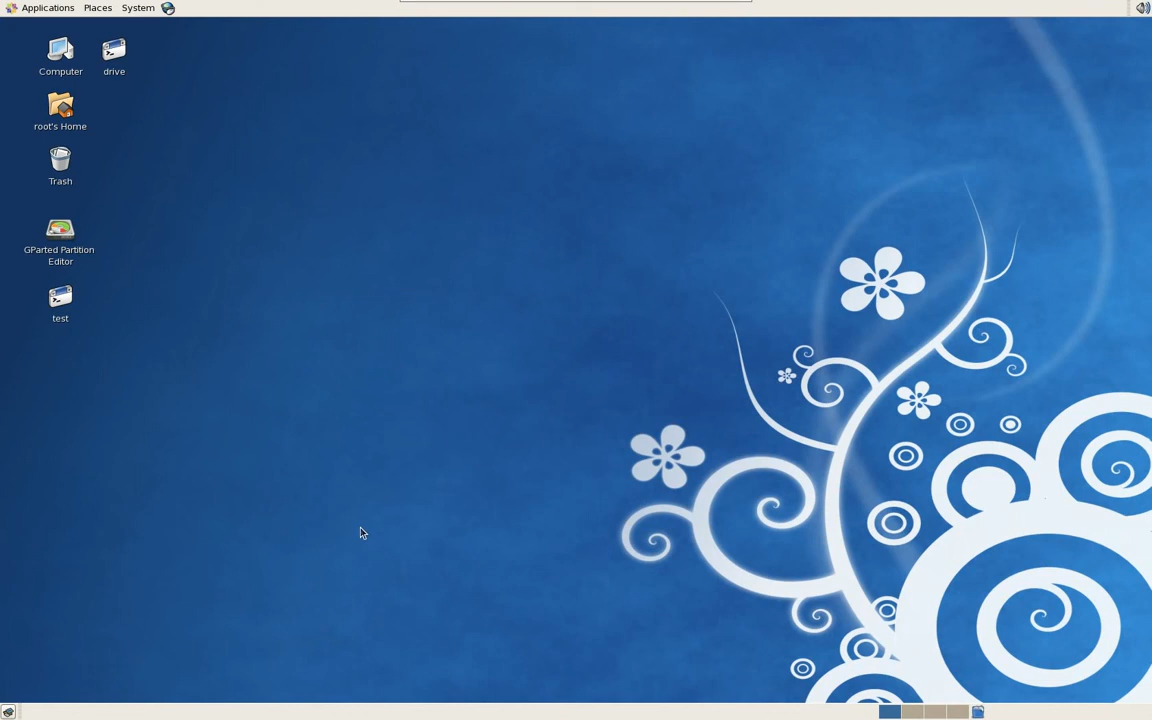 Applications Places System
Computer
drive
root's Home
Trash
GParted Partition
Editor
test